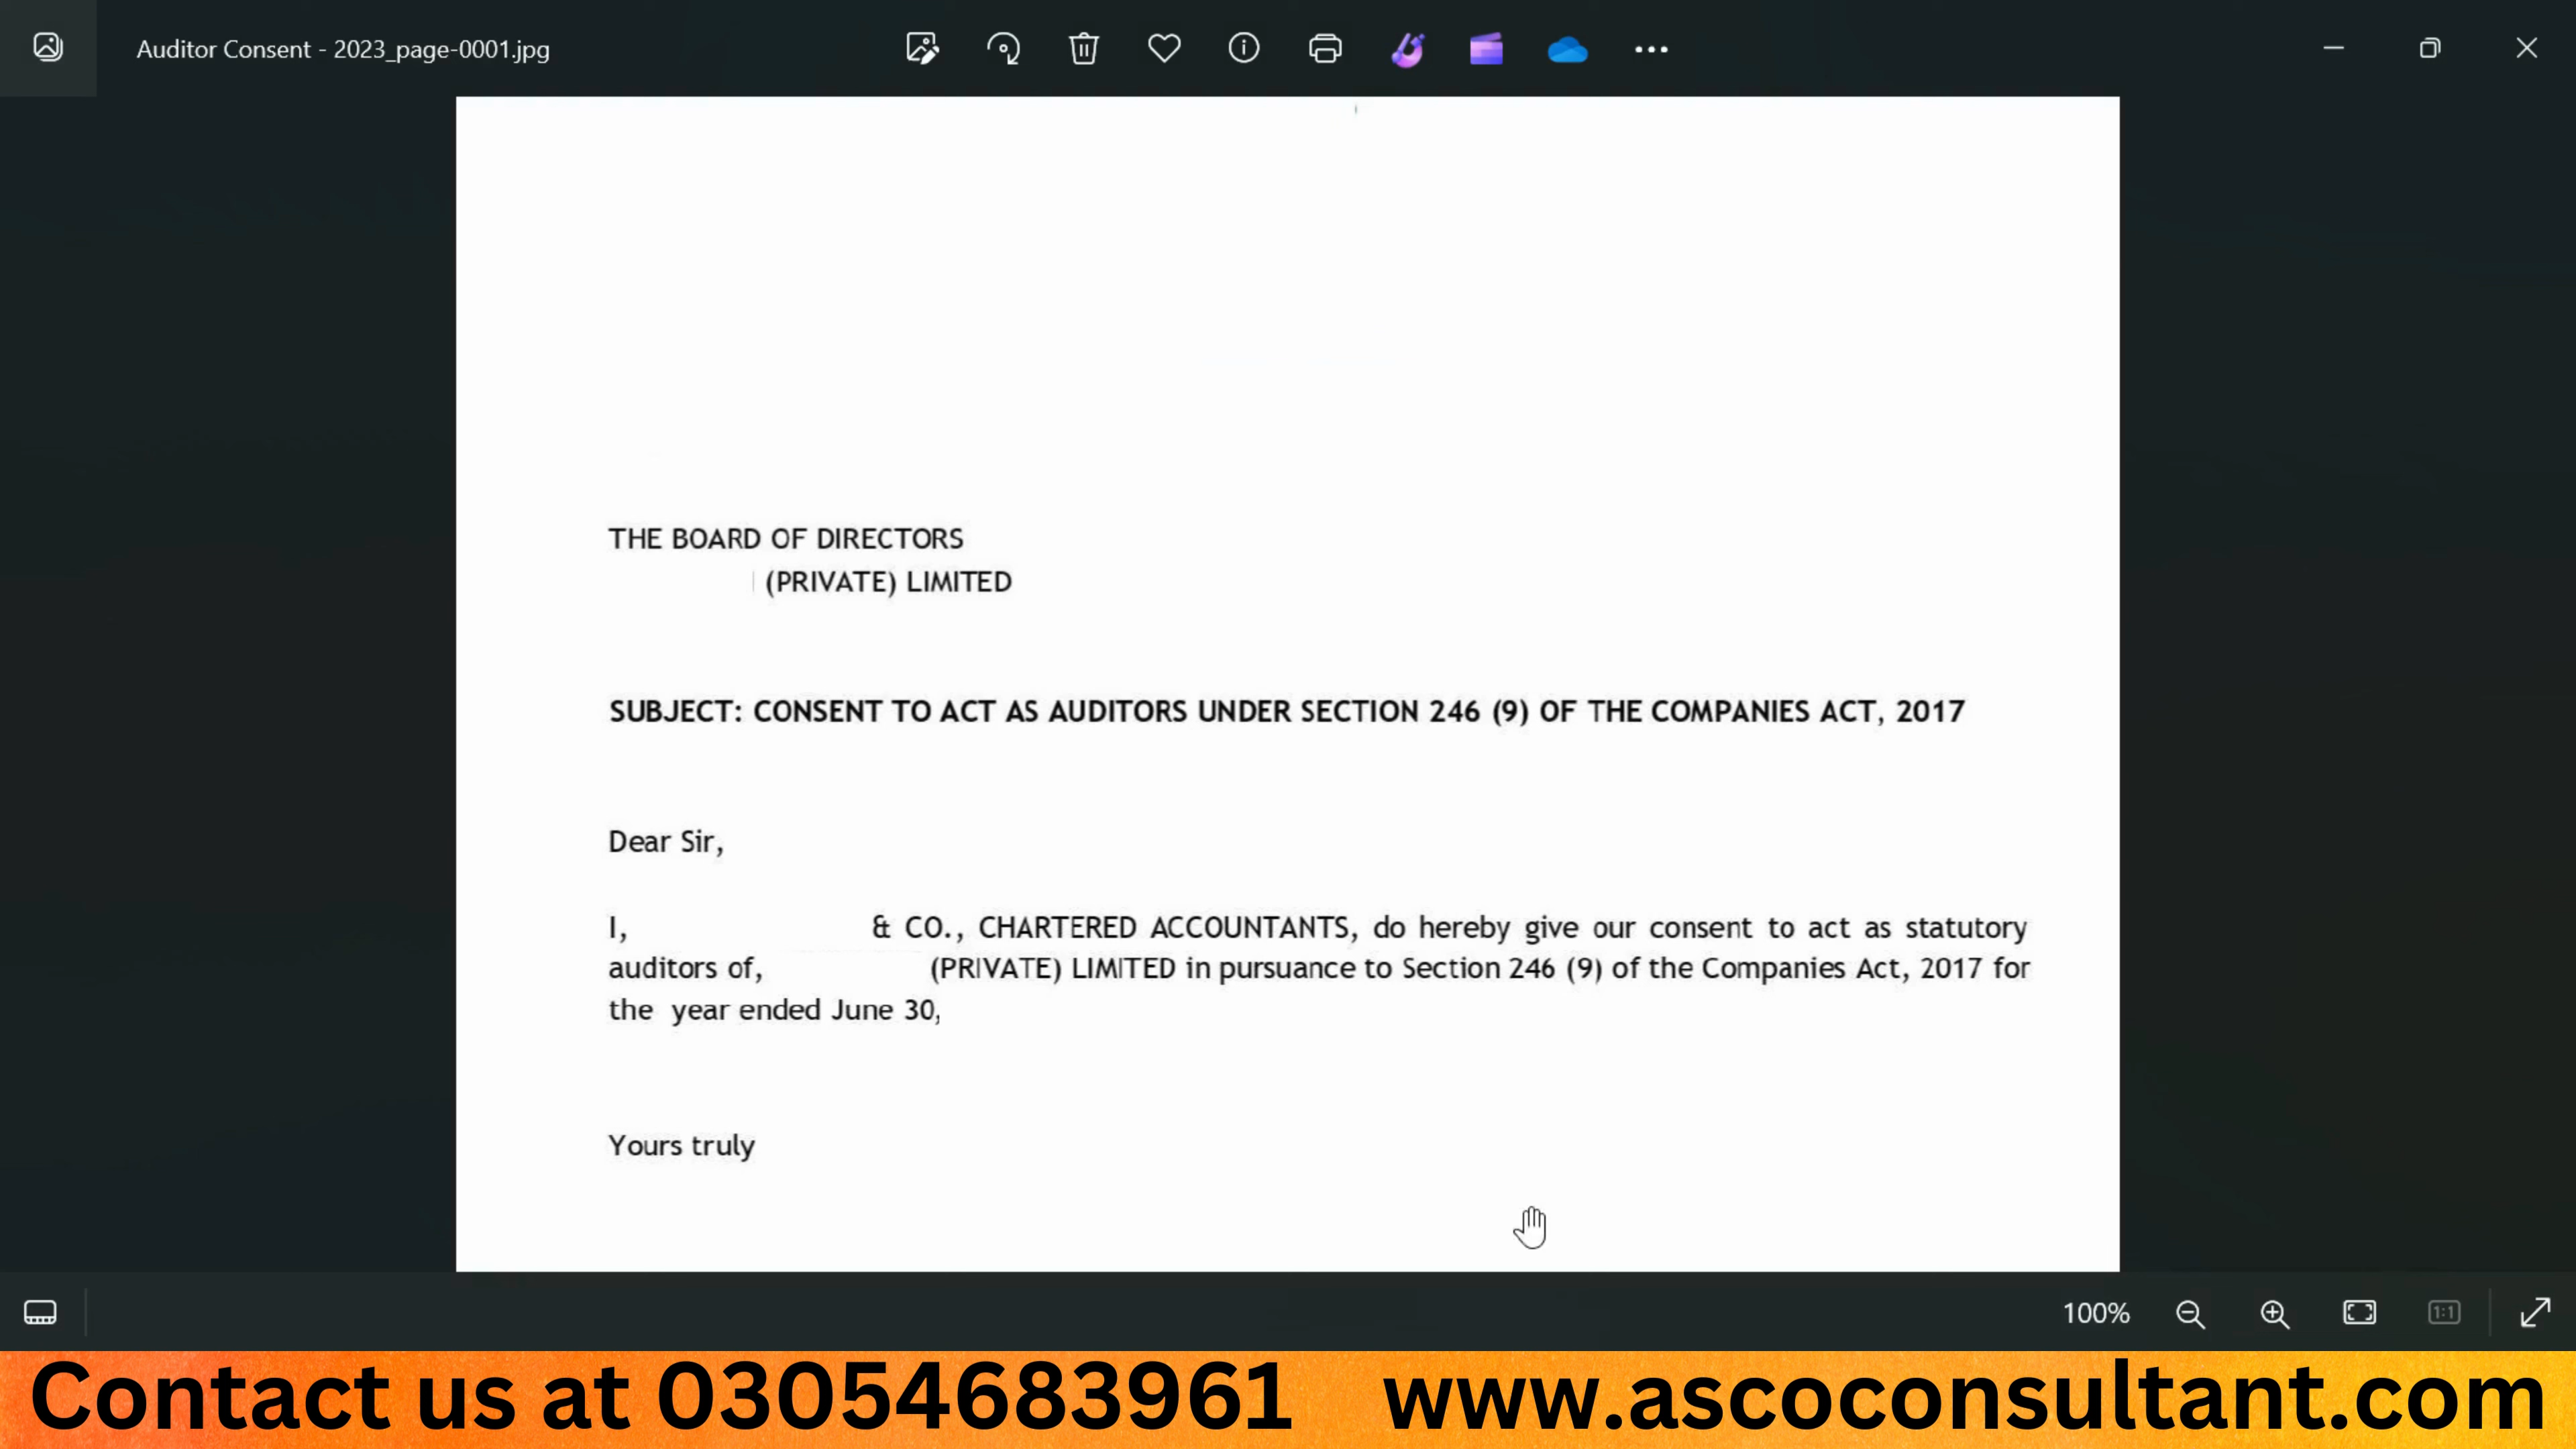 Auditor Consent - 2023_page-0001.jpg
THE BOARD OF DIRECTORS
(PRIVATE) LIMITED
SUBJECT: CONSENT TO ACT AS AUDITORS UNDER SECTION 246 (9) OF THE COMPANIES ACT, 2017
Dear Sir,
I, & CO., CHARTERED ACCOUNTANTS, do hereby give our consent to act as statutory
auditors of, (PRIVATE) LIMITED in pursuance to Section 246 (9) of the Companies Act, 2017 for
the year ended June 30,
Yours truly
100%
1:1
Contact us at 03054683961 www.ascoconsultant.com